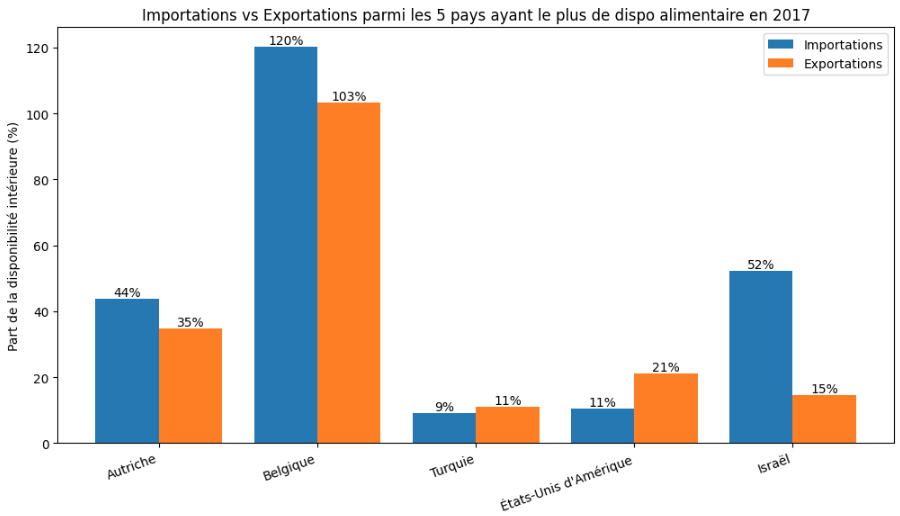 Importations vs Exportations parmi les 5 pays ayant le plus de dispo alimentaire en 2017
Importations
Exportations
Part de la disponibilité intérieure (%)
120
100
80
60
40
20
0
44%
35%
120%
103%
9%
11%
11%
21%
52%
15%
Autriche
Belgique
Turquie
États-Unis d'Amérique
Israël